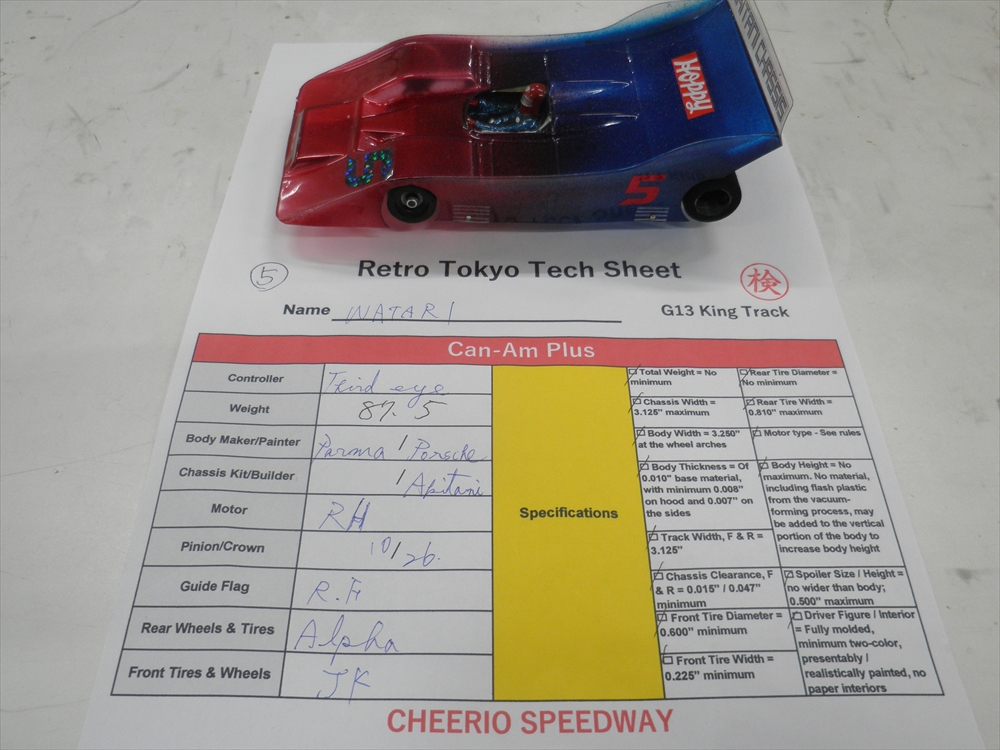 Hoppy
5
5
5
Retro Tokyo Tech Sheet
検
Name WATARI
G13 King Track
Can-Am Plus
Controller Third eye
Weight 87.5
Body Maker/Painter Parma / Porsche
Chassis Kit/Builder / Apitani
Motor RH
Pinion/Crown 10/26.
Guide Flag R.F
Rear Wheels & Tires Alpha
Front Tires & Wheels JK
Specifications
Total Weight = No
minimum
Chassis Width =
3.125" maximum
Body Width = 3.250"
at the wheel arches
Body Thickness = Of
0.010" base material,
with minimum 0.008"
on hood and 0.007" on
the sides
Track Width, F & R =
3.125"
Chassis Clearance, F
& R = 0.015" / 0.047"
minimum
Front Tire Diameter =
0.600" minimum
Front Tire Width =
0.225" minimum
Rear Tire Diameter =
No minimum
Rear Tire Width =
0.810" maximum
Motor type - See rules
Body Height = No
maximum. No material,
including flash plastic
from the vacuum-
forming process, may
be added to the vertical
portion of the body to
increase body height
Spoiler Size / Height =
no wider than body;
0.500" maximum
Driver Figure / Interior
= Fully molded,
minimum two-color,
presentably /
realistically painted, no
paper interiors
CHEERIO SPEEDWAY